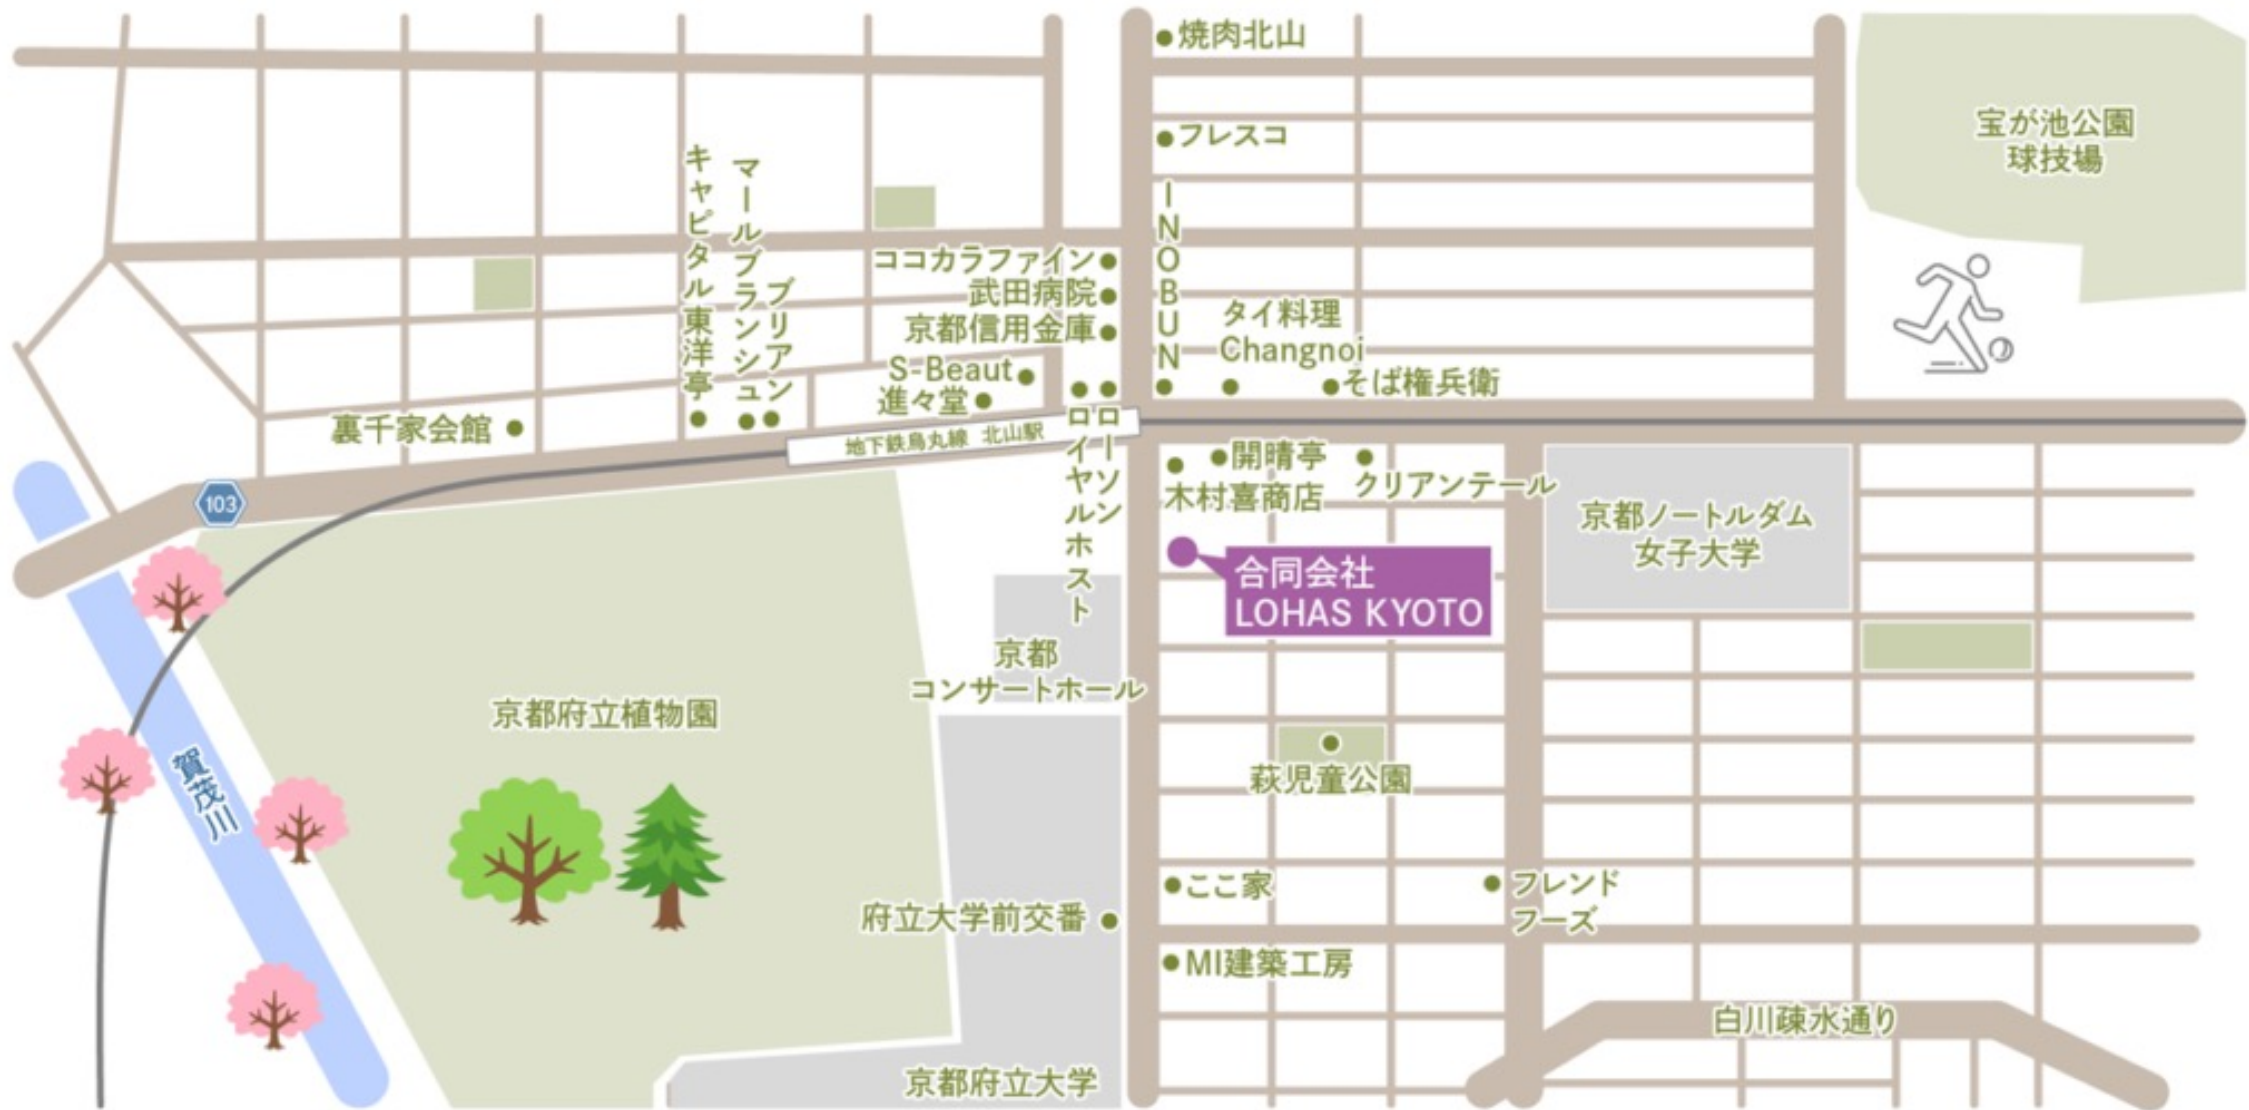 焼肉北山
フレスコ
宝が池公園
球技場
キャピタル東洋亭
マールブランシュ
ブリアン
ココカラファイン
武田病院
京都信用金庫
S-Beaut
進々堂
INOBUN
タイ料理
Changnoi
そば権兵衛
裏千家会館
地下鉄烏丸線 北山駅
ロイヤルホスト
ローソン
103
開晴亭
木村喜商店
クリアンテール
京都ノートルダム
女子大学
合同会社
LOHAS KYOTO
京都
コンサートホール
京都府立植物園
賀茂川
萩児童公園
ここ家
フレンド
フーズ
府立大学前交番
MI建築工房
白川疎水通り
京都府立大学